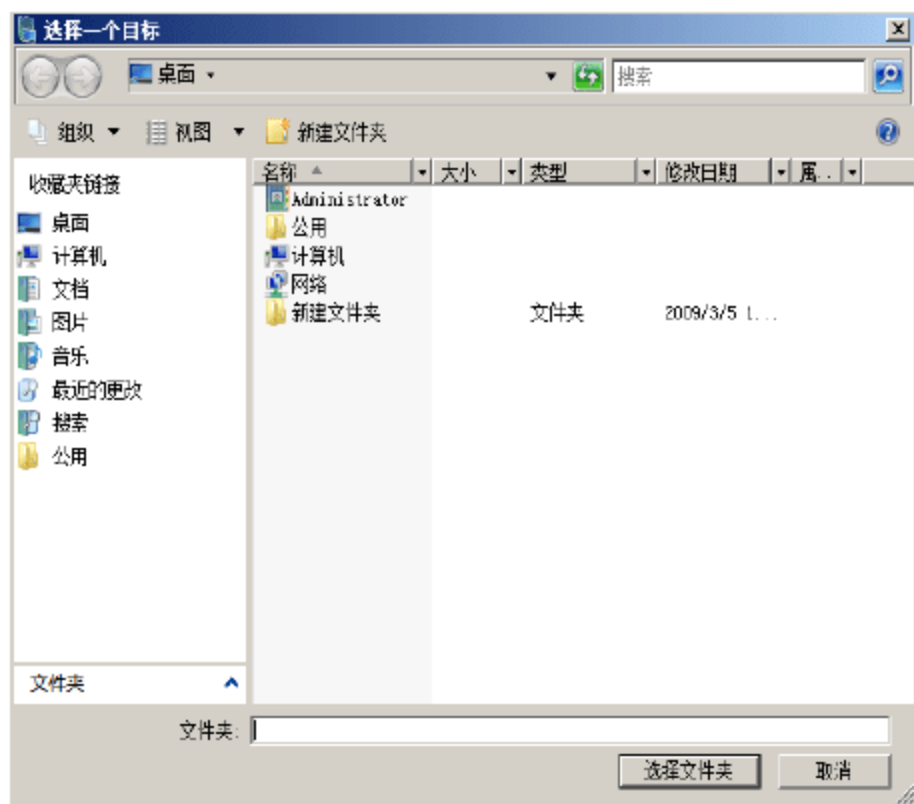 选择一个目标
桌面
搜索
组织 视图 新建文件夹
收藏夹链接
桌面
计算机
文档
图片
音乐
最近的更改
搜索
公用
文件夹
名称 大小 类型 修改日期 属...
Administrator
公用
计算机
网络
新建文件夹 文件夹 2009/3/5 1...
文件夹:
选择文件夹 取消